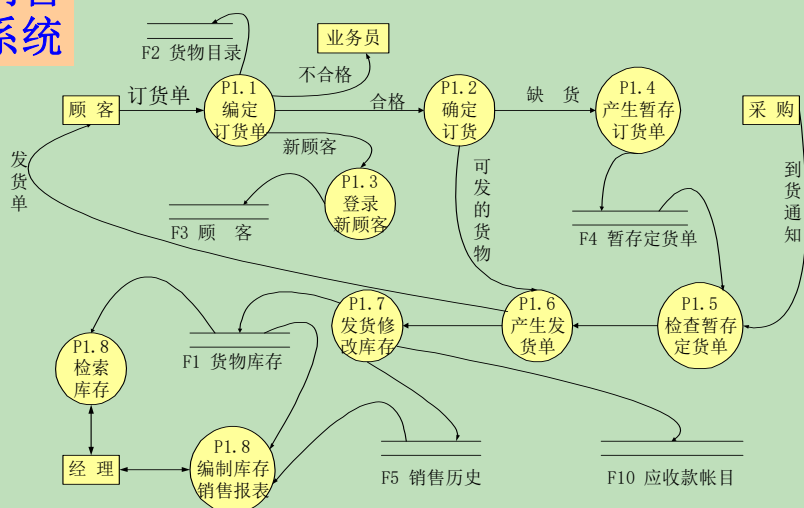 系统
F2 货物目录
业务员
不合格
顾 客
订货单
P1.1
编定
订货单
合格
P1.2
确定
订货
缺 货
P1.4
产生暂存
订货单
采 购
新顾客
发货单
P1.3
登录
新顾客
可发的货物
到货通知
F3 顾 客
F4 暂存定货单
P1.7
发货修
改库存
P1.6
产生发
货单
P1.5
检查暂存
定货单
P1.8
检索
库存
F1 货物库存
经 理
P1.8
编制库存
销售报表
F5 销售历史
F10 应收款帐目